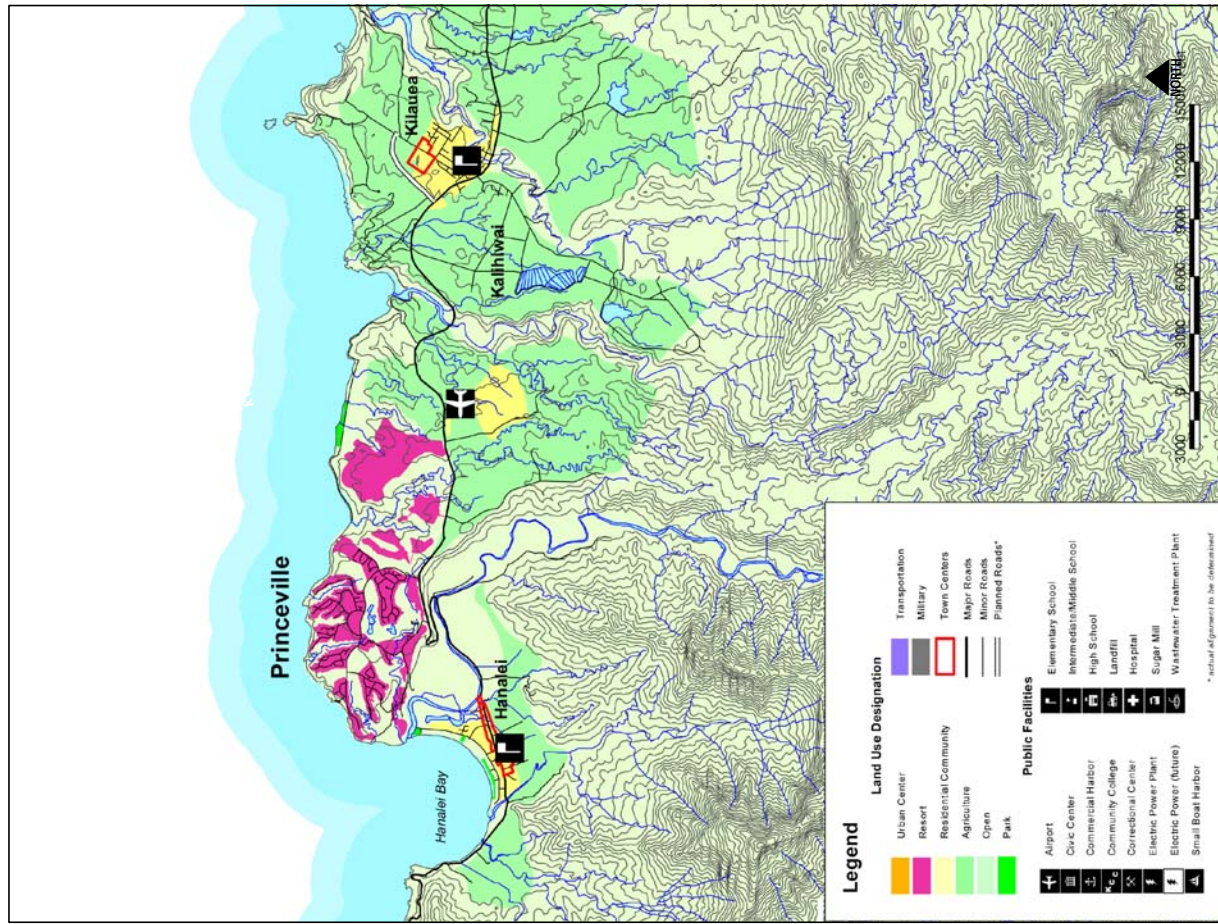 Princeville
Kilauea
Kalihiwai
Hanalei
Hanalei Bay
NORTH
3000 0 3000 6000 9000 12000 1500
Legend
Land Use Designation
Urban Center
Resort
Residential Community
Agriculture
Open
Park
Transportation
Military
Town Centers
Major Roads
Minor Roads
Planned Roads*
Public Facilities
Airport
Civic Center
Commercial Harbor
KCC Community College
Correctional Center
Electric Power Plant
Electric Power (future)
Small Boat Harbor
Elementary School
Intermediate/Middle School
High School
Landfill
Hospital
Sugar Mill
Wastewater Treatment Plant
* actual alignment to be determined